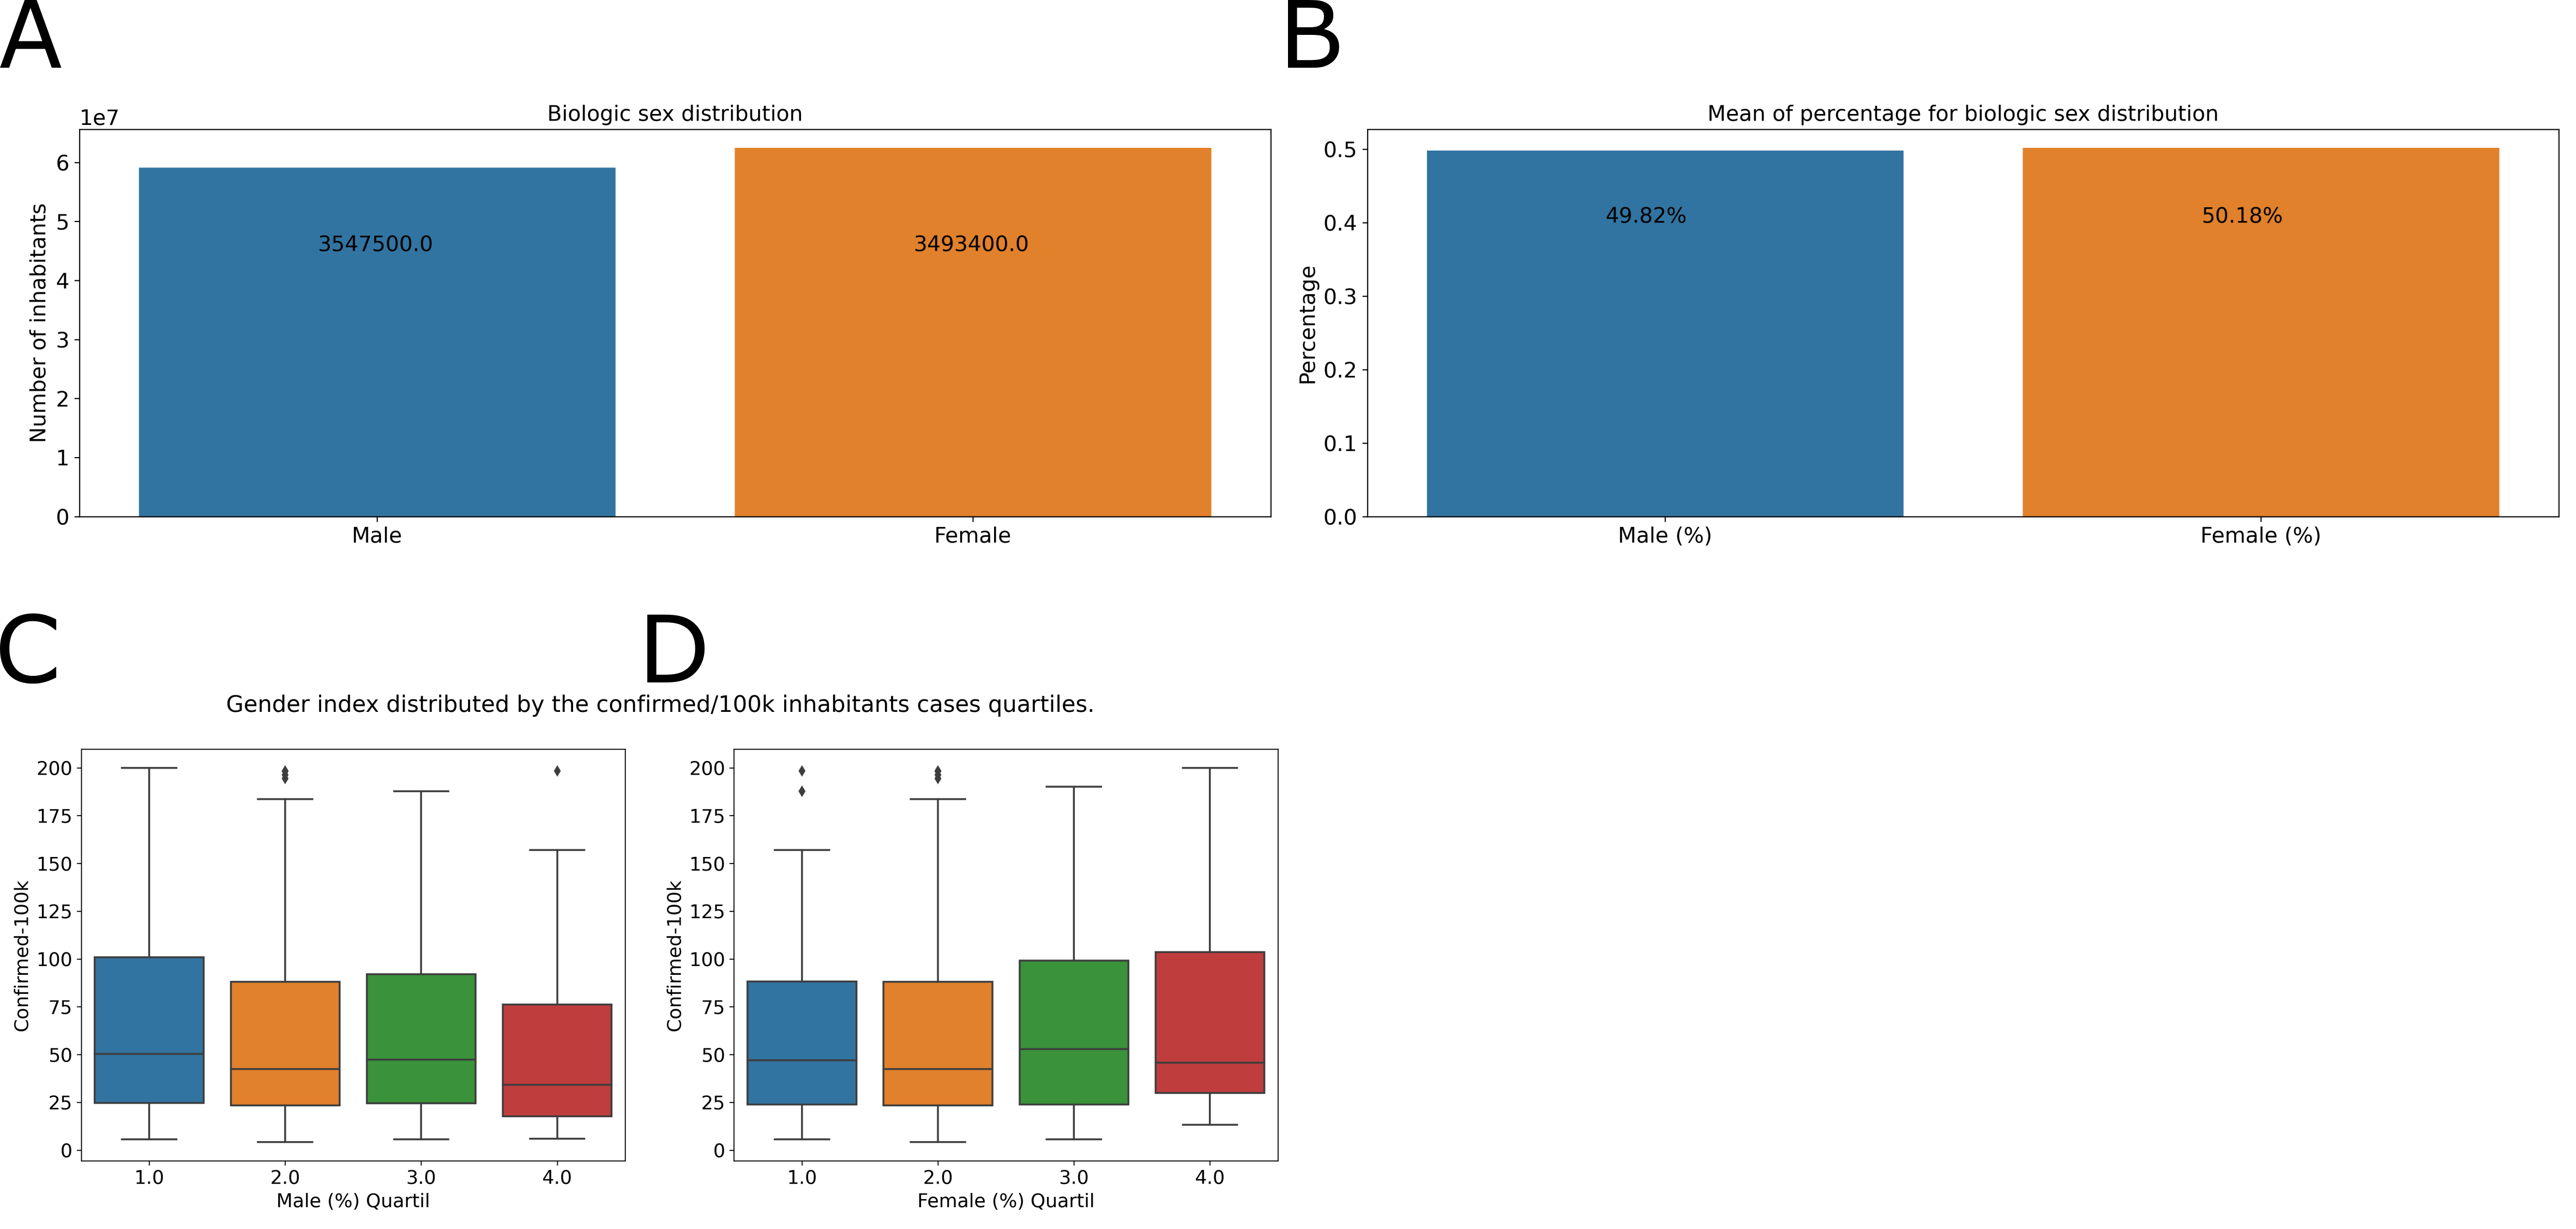 A
B
Biologic sex distribution
1e7
Number of inhabitants
6
5
4
3
2
1
0
3547500.0
3493400.0
Male
Female
Mean of percentage for biologic sex distribution
Percentage
0.5
0.4
0.3
0.2
0.1
0.0
49.82%
50.18%
Male (%)
Female (%)
C
D
Gender index distributed by the confirmed/100k inhabitants cases quartiles.
Confirmed-100k
200
175
150
125
100
75
50
25
0
1.0
2.0
3.0
4.0
Male (%) Quartil
Confirmed-100k
200
175
150
125
100
75
50
25
0
1.0
2.0
3.0
4.0
Female (%) Quartil